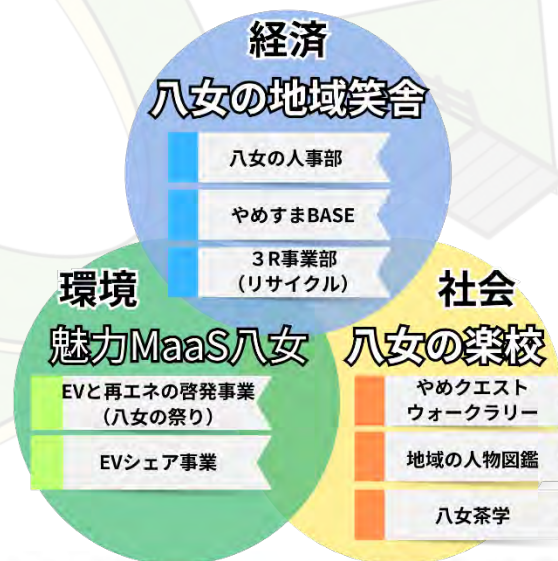 経済
八女の地域笑舎
八女の人事部
やめすまBASE
３R事業部
（リサイクル）
環境
魅力MaaS八女
EVと再エネの啓発事業
（八女の祭り）
EVシェア事業
社会
八女の楽校
やめクエスト
ウォークラリー
地域の人物図鑑
八女茶学